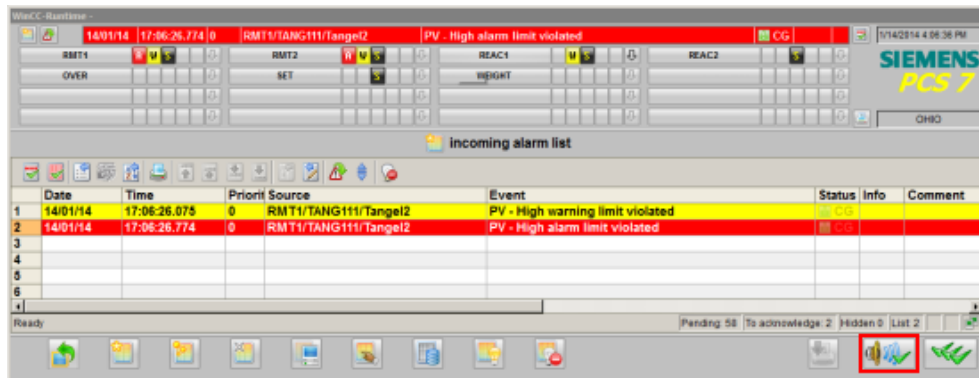 WinCC-Runtime -
14/01/14 17:06:26.774 0 RMT1/TANG111/Tangel2 PV - High alarm limit violated CG 1/14/2014 4:06:36 PM
RMT1 A W S RMT2 A W S REAC1 W S REAC2 S
OVER SET S WEIGHT
SIEMENS
PCS 7
OHIO
incoming alarm list
Date Time Priorit Source Event Status Info Comment
1 14/01/14 17:06:26.075 0 RMT1/TANG111/Tangel2 PV - High warning limit violated CG
2 14/01/14 17:06:26.774 0 RMT1/TANG111/Tangel2 PV - High alarm limit violated CG
3
4
5
6
Ready Pending: 58 To acknowledge: 2 Hidden 0 List 2